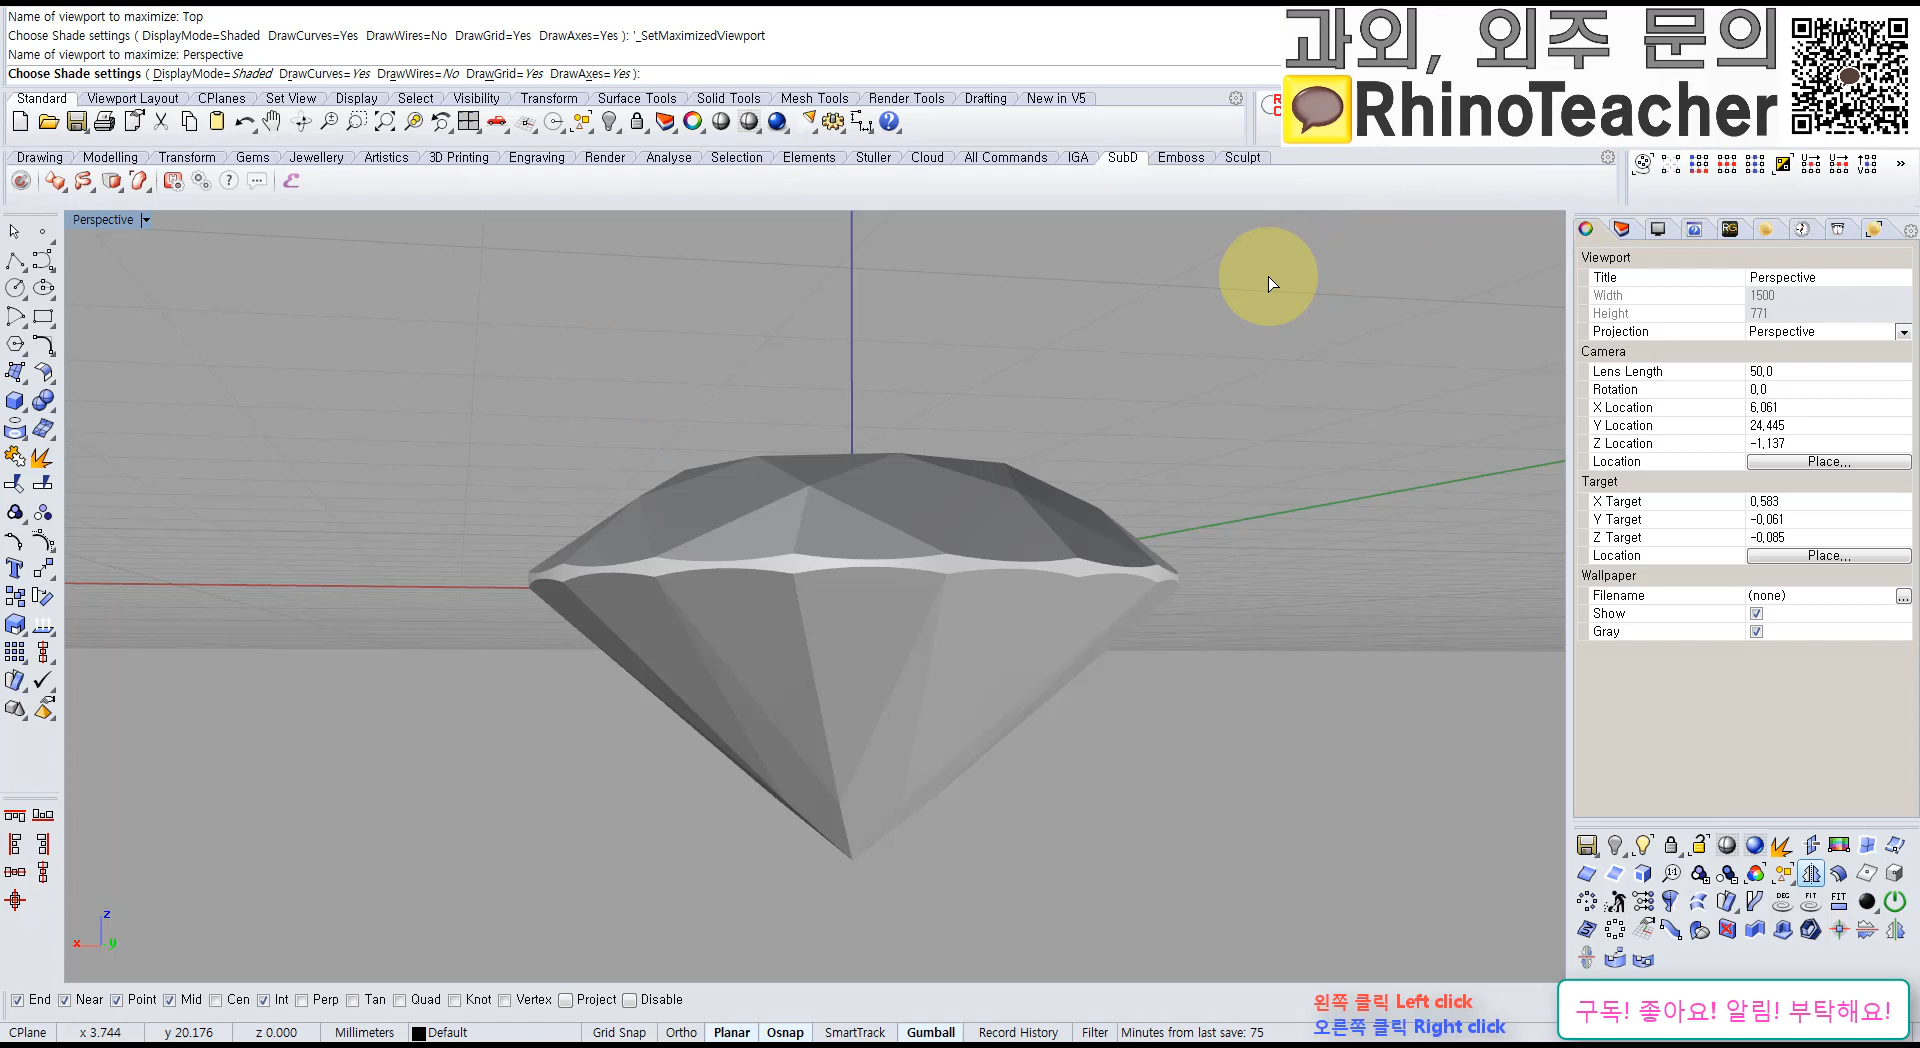 Name of viewport to maximize: Top
Choose Shade settings ( DisplayMode=Shaded  DrawCurves=Yes  DrawWires=No  DrawGrid=Yes  DrawAxes=Yes ): '_SetMaximizedViewport
Name of viewport to maximize: Perspective
Choose Shade settings ( DisplayMode=Shaded  DrawCurves=Yes  DrawWires=No  DrawGrid=Yes  DrawAxes=Yes ):
과외, 외주 문의
RhinoTeacher
Standard Viewport Layout CPlanes Set View Display Select Visibility Transform Surface Tools Solid Tools Mesh Tools Render Tools Drafting New in V5
Drawing Modelling Transform Gems Jewellery Artistics 3D Printing Engraving Render Analyse Selection Elements Stuller Cloud All Commands IGA SubD Emboss Sculpt
Perspective
Viewport
Title Perspective
Width 1500
Height 771
Projection Perspective
Camera
Lens Length 50,0
Rotation 0,0
X Location 6,061
Y Location 24,445
Z Location -1,137
Location Place,,,
Target
X Target 0,583
Y Target -0,061
Z Target -0,085
Location Place,,,
Wallpaper
Filename (none) ...
Show
Gray
z
x y
DEG FIT FIT
End Near Point Mid Cen Int Perp Tan Quad Knot Vertex Project Disable
왼쪽 클릭 Left click
오른쪽 클릭 Right click
구독! 좋아요! 알림! 부탁해요!
CPlane x 3.744 y 20.176 z 0.000 Millimeters Default Grid Snap Ortho Planar Osnap SmartTrack Gumball Record History Filter Minutes from last save: 75